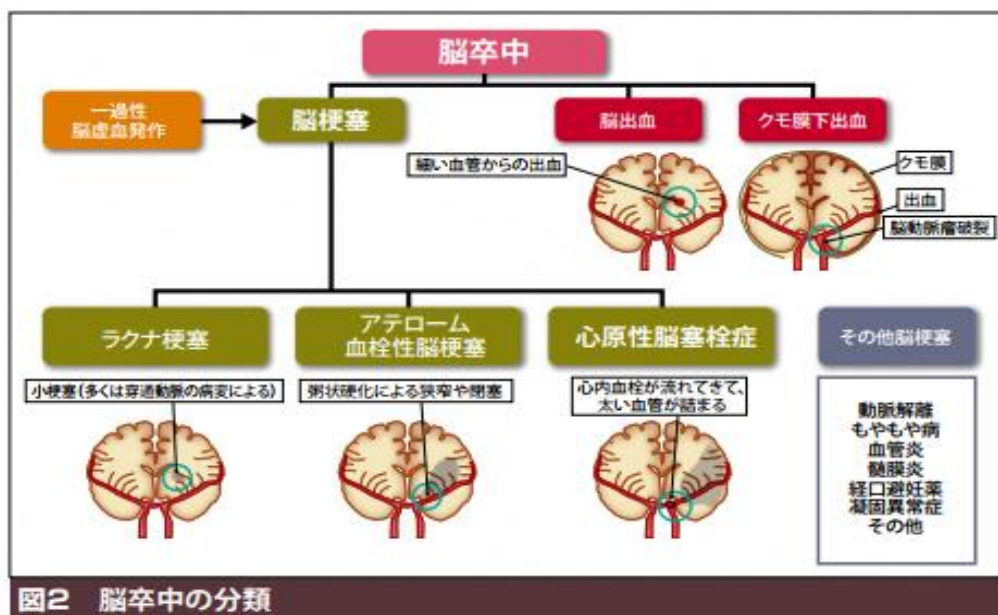 脳卒中
一過性
脳虚血発作
脳梗塞
脳出血
クモ膜下出血
細い血管からの出血
クモ膜
出血
脳動脈瘤破裂
ラクナ梗塞
アテローム
血栓性脳梗塞
心原性脳塞栓症
その他脳梗塞
小梗塞(多くは穿通動脈の病変による)
粥状硬化による狭窄や閉塞
心内血栓が流れてきて、
太い血管が詰まる
動脈解離
もやもや病
血管炎
髄膜炎
経口避妊薬
凝固異常症
その他
図2 脳卒中の分類